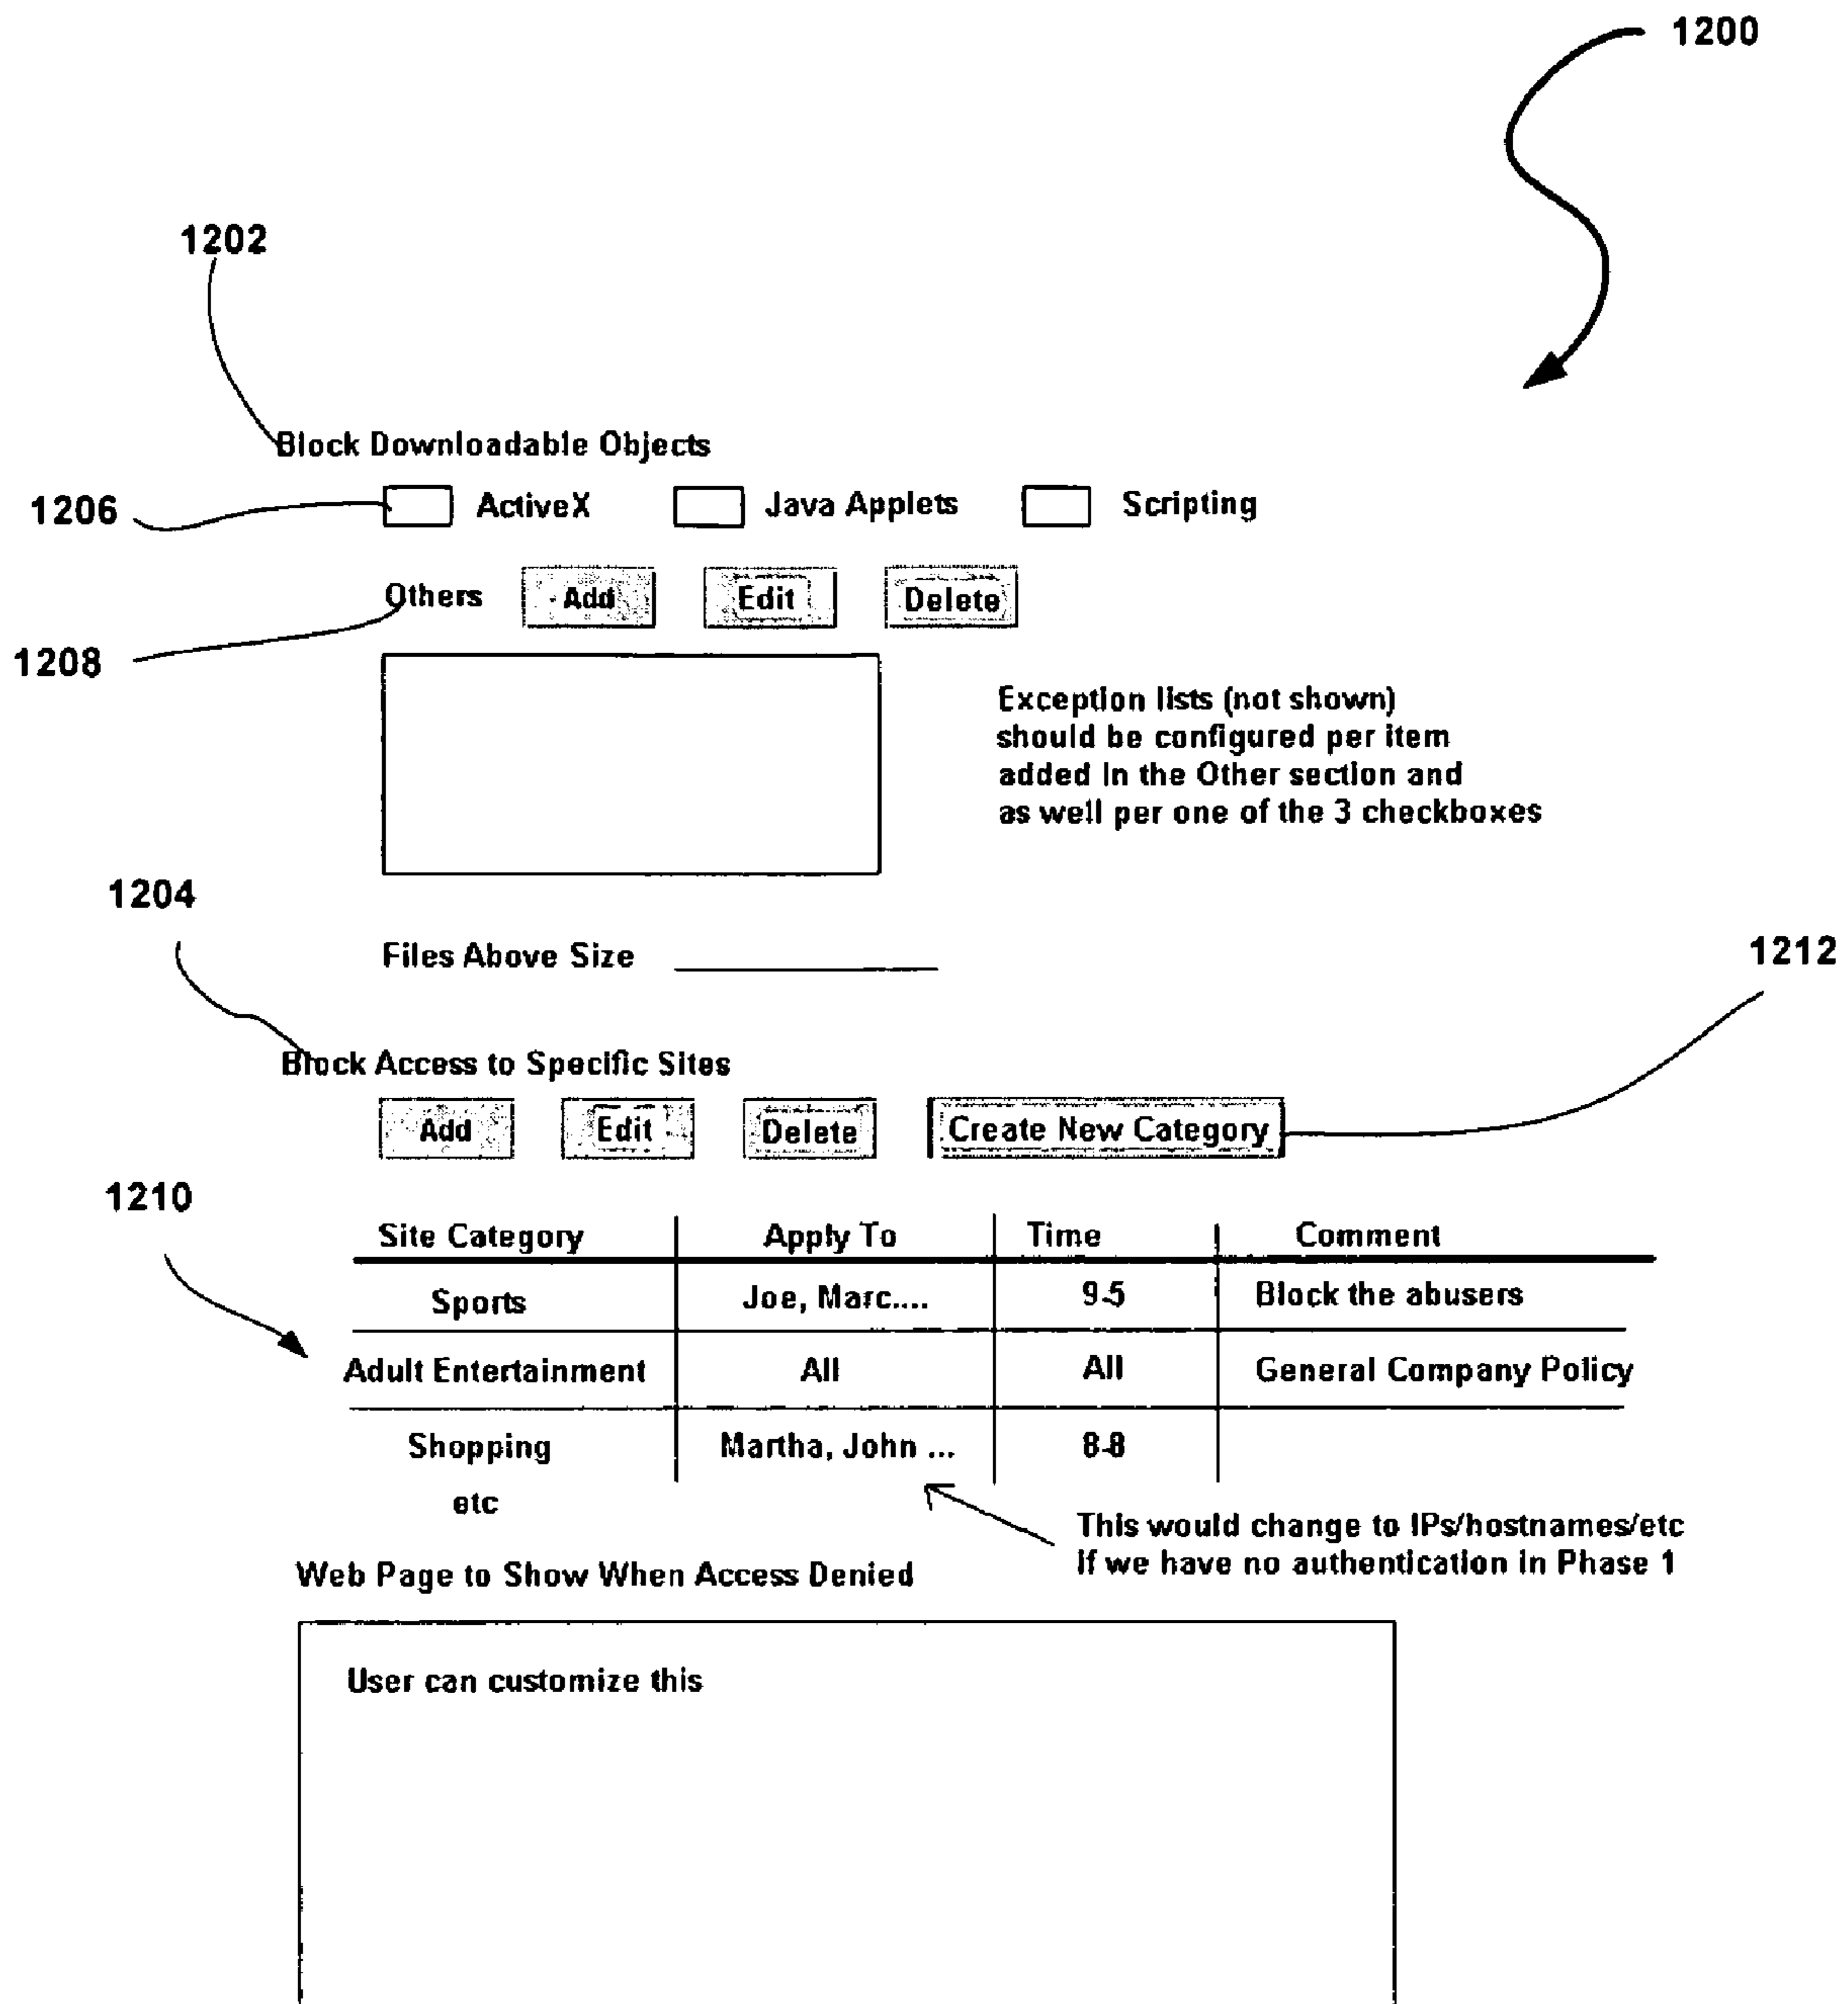 1200
1202
Block Downloadable Objects
1206 ActiveX Java Applets Scripting
Others Add Edit Delete
1208
Exception lists (not shown)
should be configured per item
added In the Other section and
as well per one of the 3 checkboxes
1204
Files Above Size
1212
Block Access to Specific Sites
Add Edit Delete Create New Category
1210
Site Category Apply To Time Comment
Sports Joe, Marc.... 9-5 Block the abusers
Adult Entertainment All All General Company Policy
Shopping Martha, John ... 8-8
etc
This would change to IPs/hostnames/etc
If we have no authentication in Phase 1
Web Page to Show When Access Denied
User can customize this